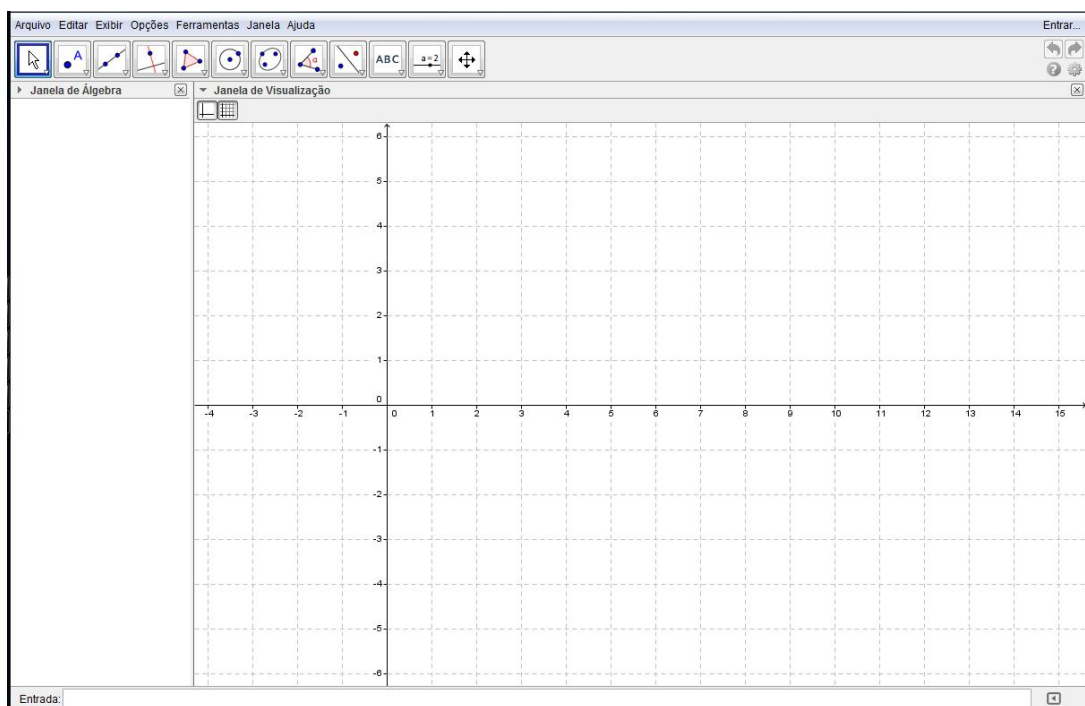 Arquivo Editar Exibir Opções Ferramentas Janela Ajuda Entrar...
A α ABC a=2
Janela de Álgebra Janela de Visualização
6
5
4
3
2
1
0
-4 -3 -2 -1 0 1 2 3 4 5 6 7 8 9 10 11 12 13 14 15
-1
-2
-3
-4
-5
-6
Entrada: